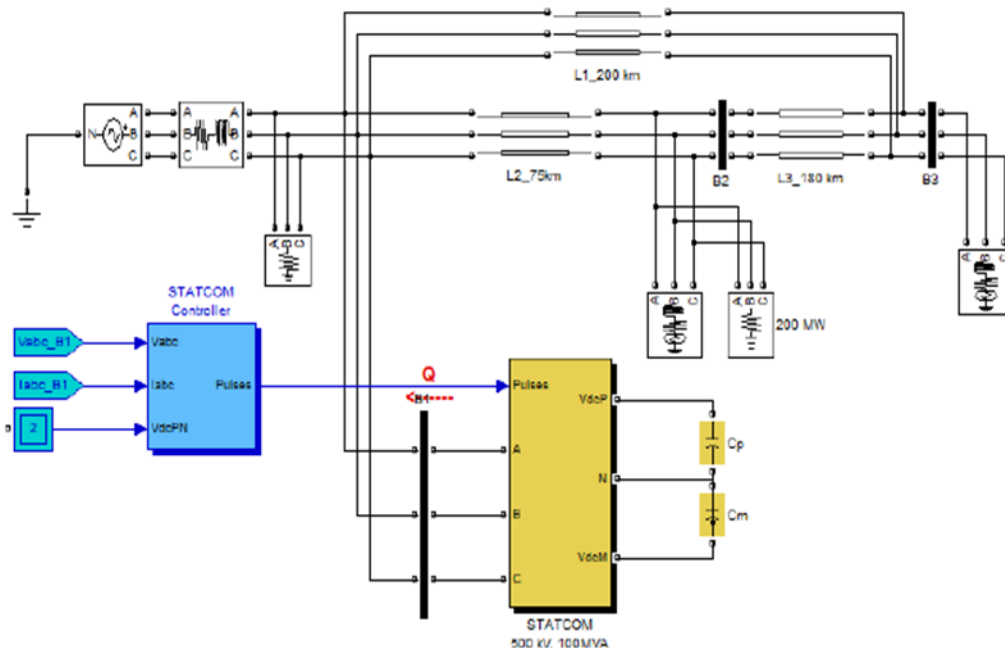 L1_200 km
A
A
A
N
B
B
B
C
C
C
L2_75km
B2
L3_180 km
B3
A
B
C
A
B
C
A
B
C
A
B
C
200 MW
STATCOM
Controller
Vabc_B1
Vabc
Iabc_B1
Iabc
Pulses
2
VdcPN
Q
B1
Pulses
VdcP
A
Cp
N
B
Cm
VdcM
C
STATCOM
500 kV, 100MVA